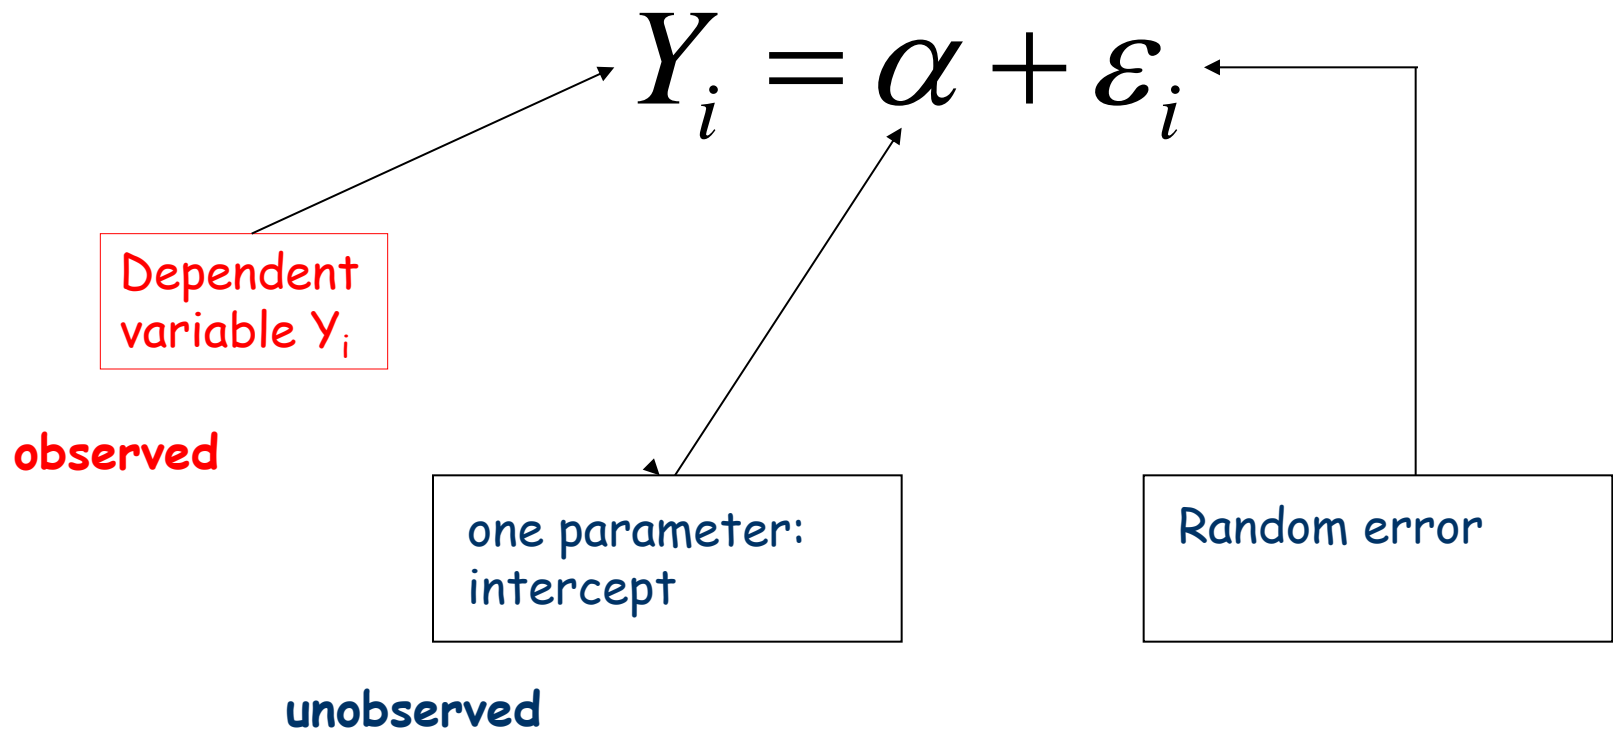 Yᵢ = α + εᵢ
Dependent
variable Yᵢ
observed
one parameter:
intercept
Random error
unobserved